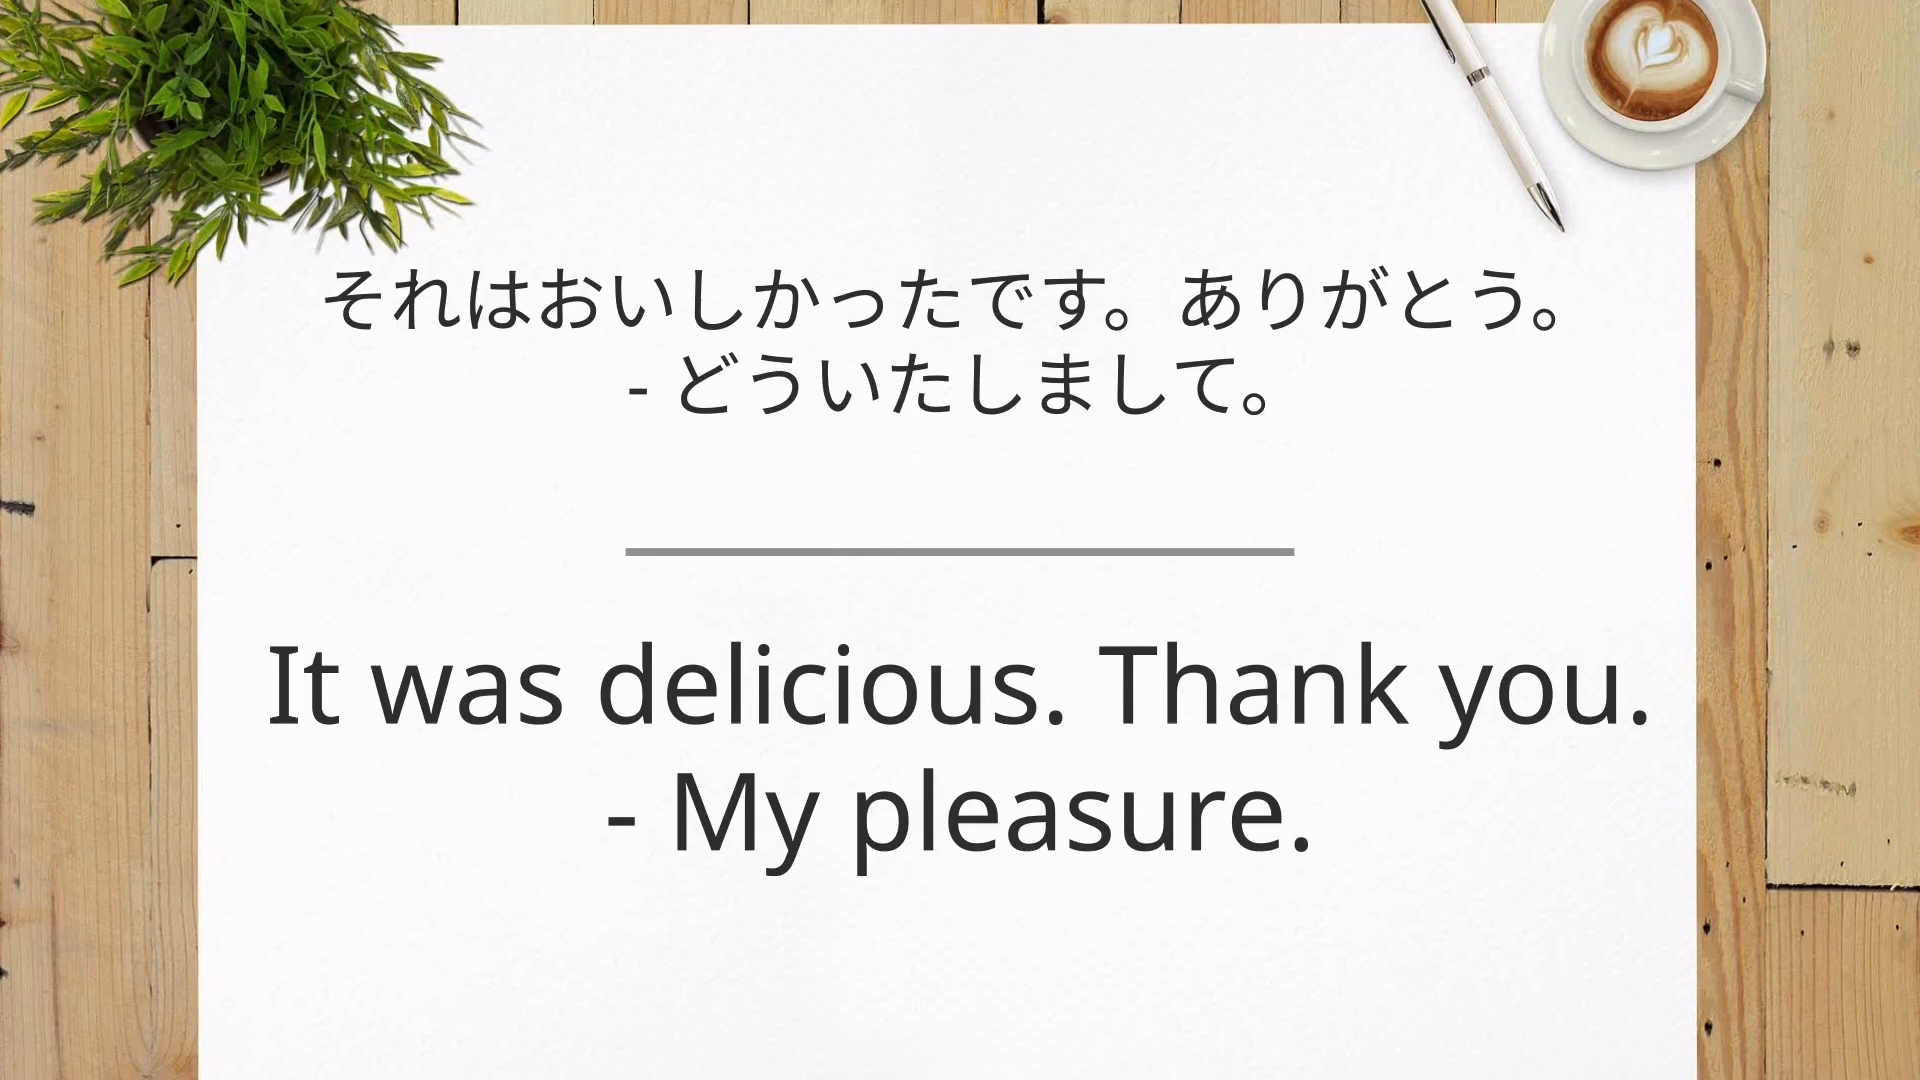 それはおいしかったです。ありがとう。
- どういたしまして。
It was delicious. Thank you.
- My pleasure.